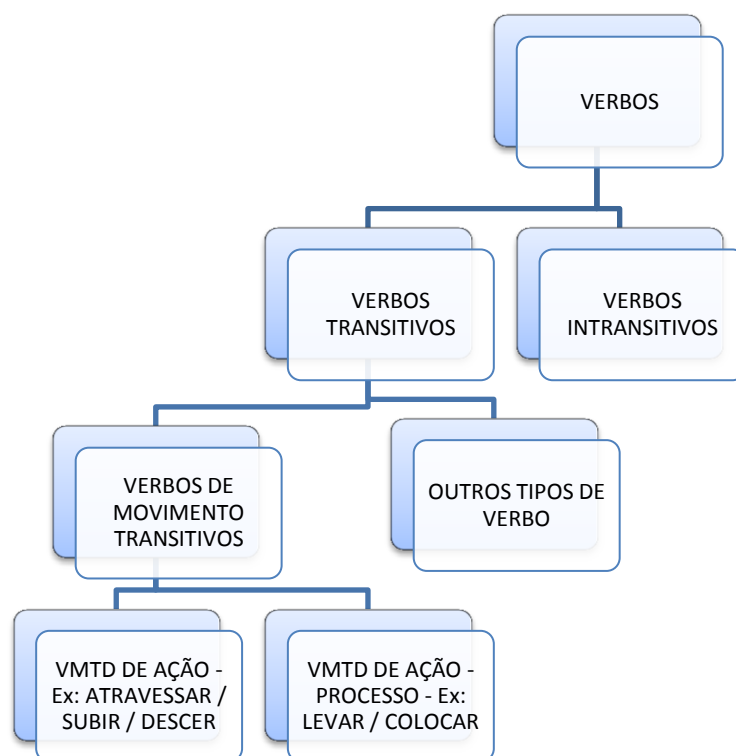 VERBOS
VERBOS
TRANSITIVOS
VERBOS
INTRANSITIVOS
VERBOS DE
MOVIMENTO
TRANSITIVOS
OUTROS TIPOS DE
VERBO
VMTD DE AÇÃO -
Ex: ATRAVESSAR /
SUBIR / DESCER
VMTD DE AÇÃO -
PROCESSO - Ex:
LEVAR / COLOCAR